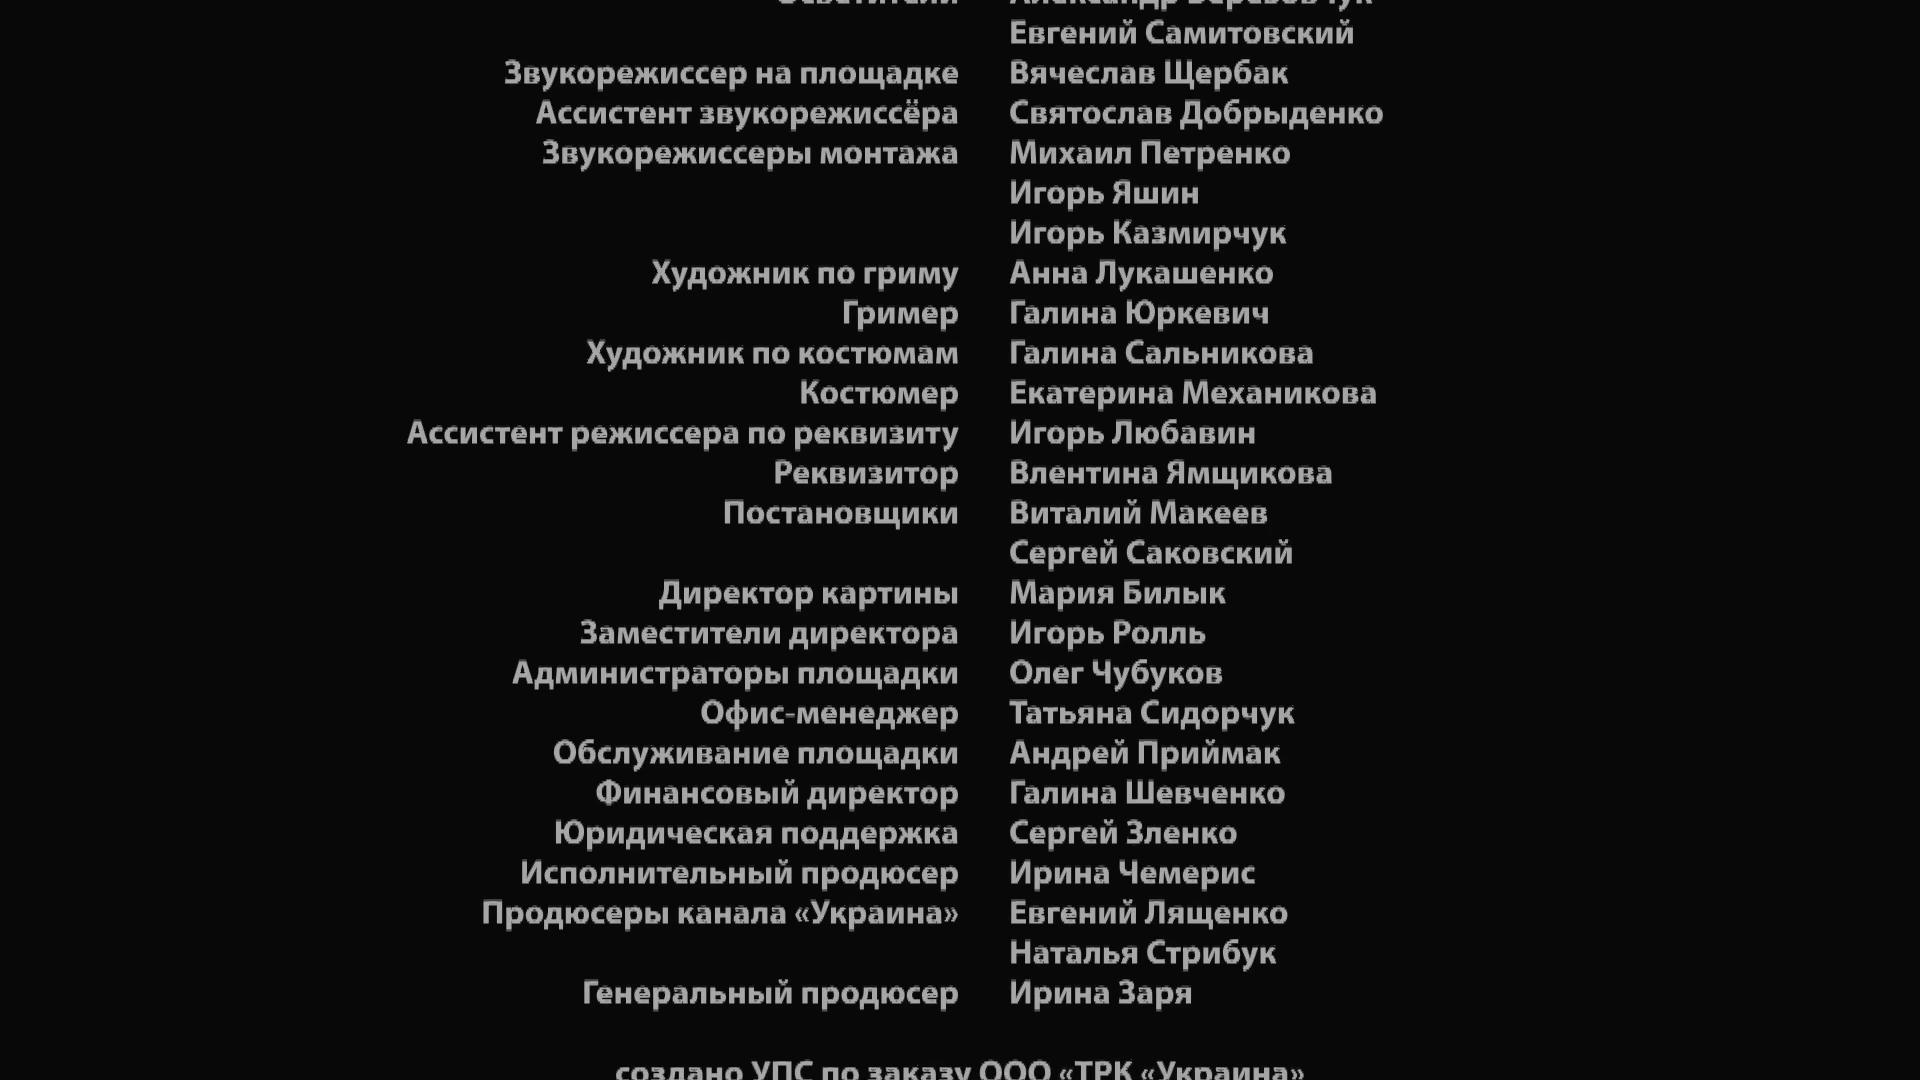 Евгений Самитовский
Звукорежиссер на площадке Вячеслав Щербак
Ассистент звукорежиссёра Святослав Добрыденко
Звукорежиссеры монтажа Михаил Петренко
Игорь Яшин
Игорь Казмирчук
Художник по гриму Анна Лукашенко
Гример Галина Юркевич
Художник по костюмам Галина Сальникова
Костюмер Екатерина Механикова
Ассистент режиссера по реквизиту Игорь Любавин
Реквизитор Влентина Ямщикова
Постановщики Виталий Макеев
Сергей Саковский
Директор картины Мария Билык
Заместители директора Игорь Ролль
Администраторы площадки Олег Чубуков
Офис-менеджер Татьяна Сидорчук
Обслуживание площадки Андрей Приймак
Финансовый директор Галина Шевченко
Юридическая поддержка Сергей Зленко
Исполнительный продюсер Ирина Чемерис
Продюсеры канала «Украина» Евгений Лященко
Наталья Стрибук
Генеральный продюсер Ирина Заря
создано УПС по заказу ООО «ТРК «Украина»